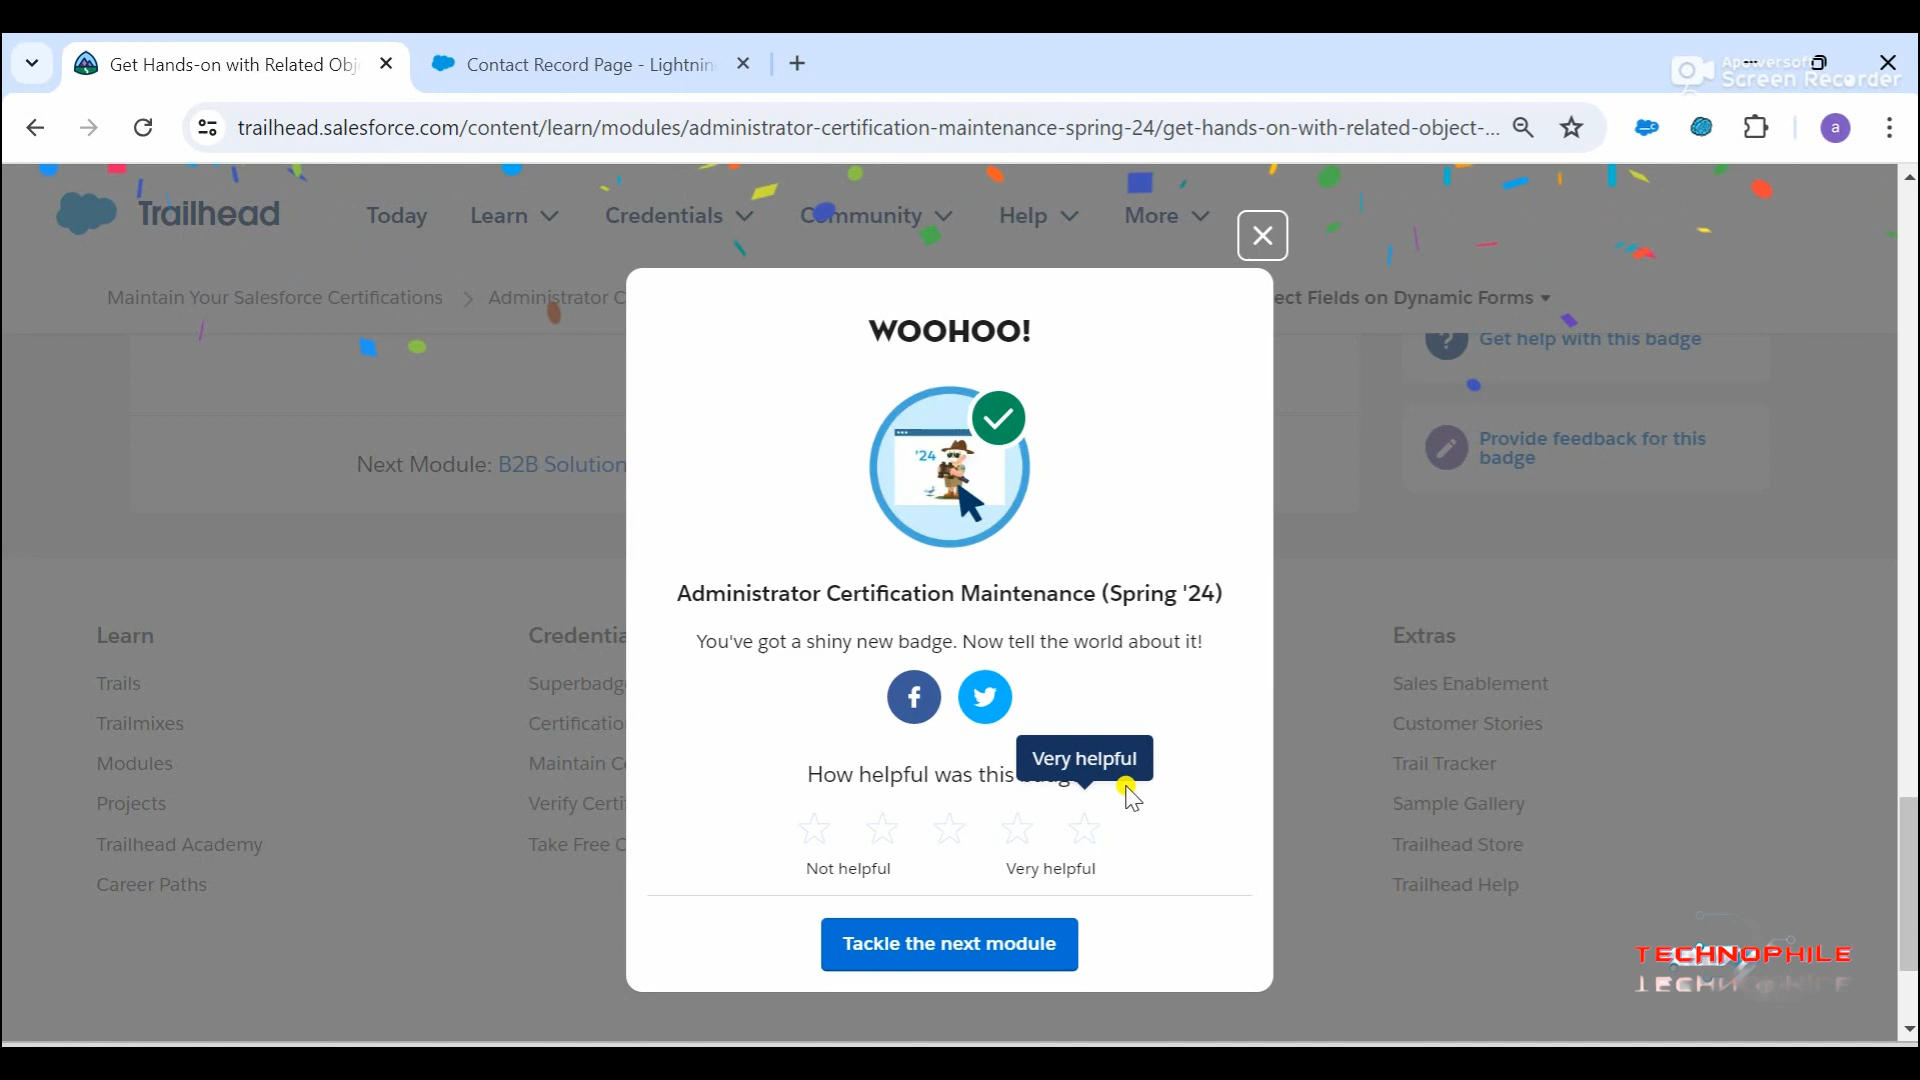 Get Hands-on with Related Obj
Contact Record Page - Lightnin
Apowersoft
Screen Recorder
trailhead.salesforce.com/content/learn/modules/administrator-certification-maintenance-spring-24/get-hands-on-with-related-object-...
a
Trailhead
Today
Learn
Credentials
Community
Help
More
Maintain Your Salesforce Certifications
Administrator C
ect Fields on Dynamic Forms
Get help with this badge
Provide feedback for this
badge
Next Module: B2B Solution
WOOHOO!
'24
Administrator Certification Maintenance (Spring '24)
You've got a shiny new badge. Now tell the world about it!
Very helpful
How helpful was this
Not helpful
Very helpful
Tackle the next module
Learn
Trails
Trailmixes
Modules
Projects
Trailhead Academy
Career Paths
Credentia
Superbadg
Certificatio
Maintain Ce
Verify Certi
Take Free C
Extras
Sales Enablement
Customer Stories
Trail Tracker
Sample Gallery
Trailhead Store
Trailhead Help
TECHNOPHILE